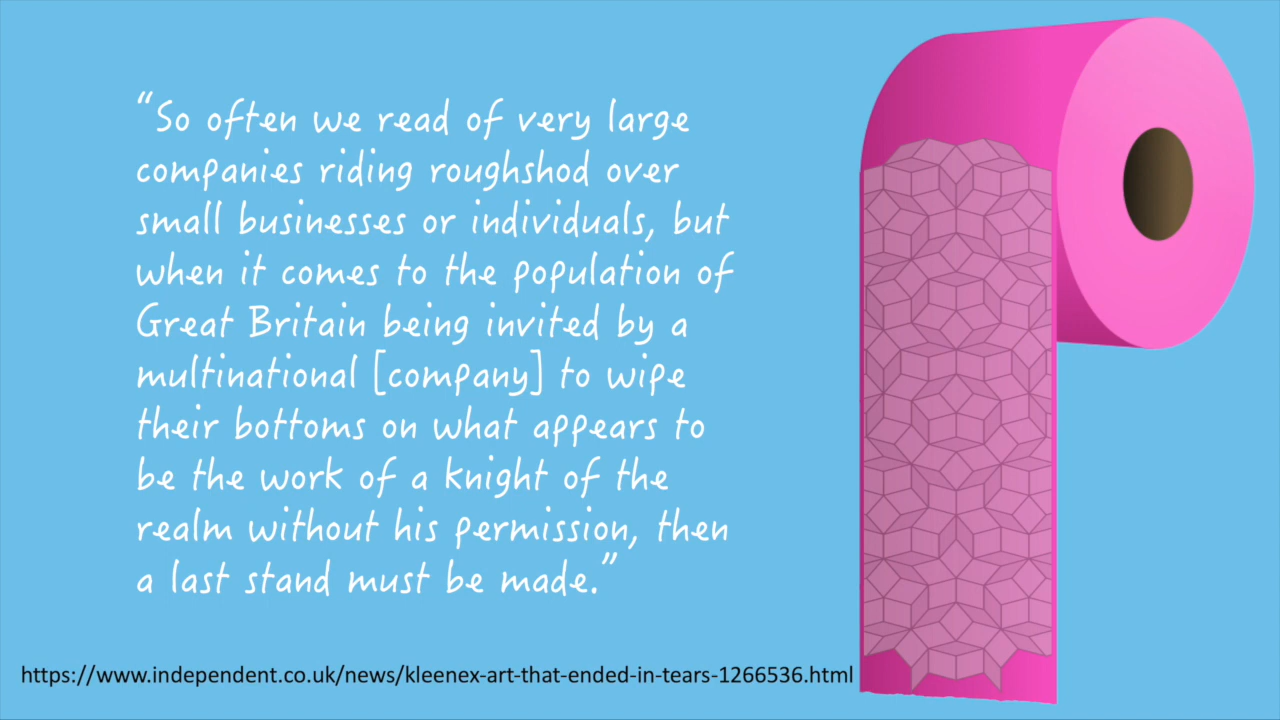 “So often we read of very large
companies riding roughshod over
small businesses or individuals, but
when it comes to the population of
Great Britain being invited by a
multinational [company] to wipe
their bottoms on what appears to
be the work of a knight of the
realm without his permission, then
a last stand must be made.”
https://www.independent.co.uk/news/kleenex-art-that-ended-in-tears-1266536.html